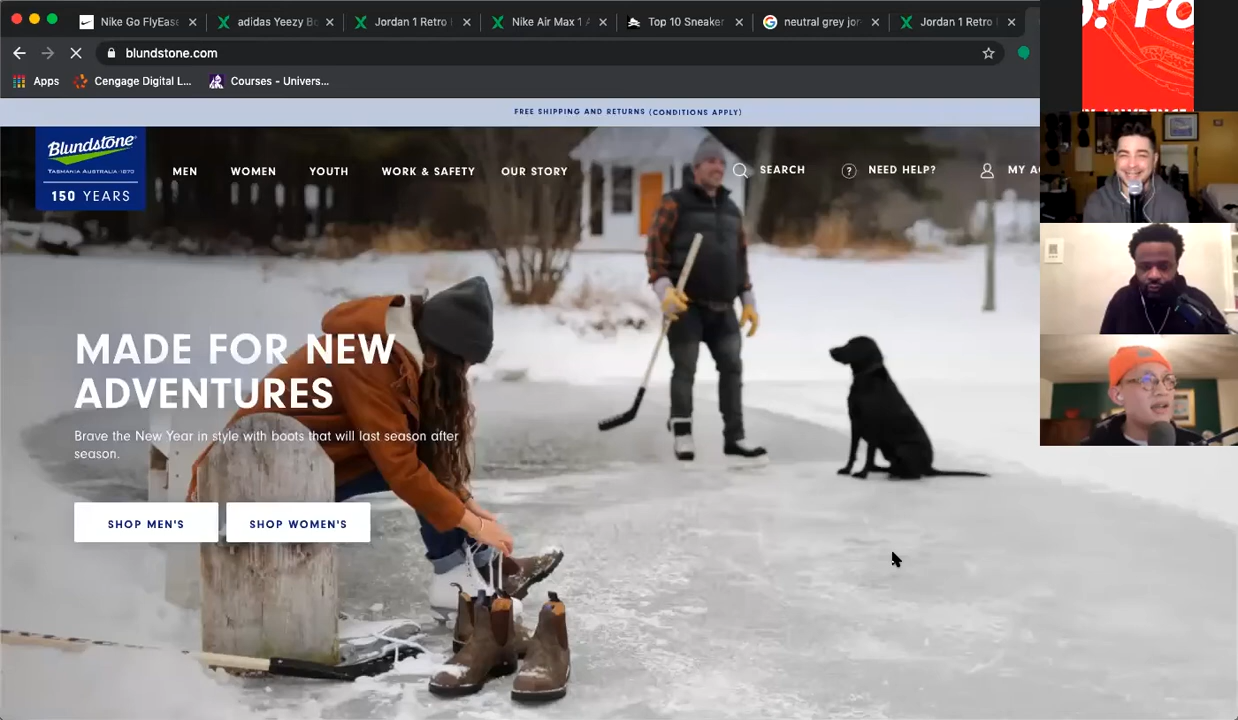 Nike Go FlyEas
adidas Yeezy Bo
Jordan 1 Retro
Nike Air Max 1
Top 10 Sneaker
neutral grey jor
Jordan 1 Retro
blundstone.com
Apps
Cengage Digital L...
Courses - Univers...
FREE SHIPPING AND RETURNS (CONDITIONS APPLY)
Blundstone
TASMANIA AUSTRALIA·1870
150 YEARS
MEN
WOMEN
YOUTH
WORK & SAFETY
OUR STORY
SEARCH
? NEED HELP?
MY A
MADE FOR NEW
ADVENTURES
Brave the New Year in style with boots that will last season after
season.
SHOP MEN'S
SHOP WOMEN'S